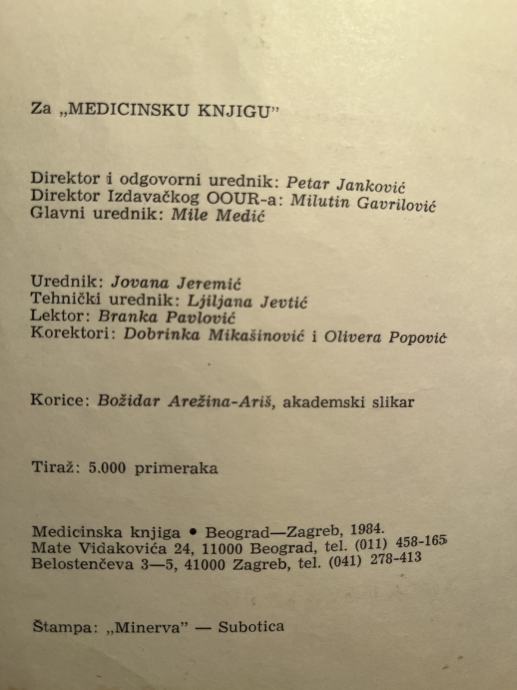 Za „MEDICINSKU KNJIGU”
Direktor i odgovorni urednik: Petar Janković
Direktor Izdavačkog OOUR-a: Milutin Gavrilović
Glavni urednik: Mile Medić
Urednik: Jovana Jeremić
Tehnički urednik: Ljiljana Jevtić
Lektor: Branka Pavlović
Korektori: Dobrinka Mikašinović i Olivera Popović
Korice: Božidar Arežina-Ariš, akademski slikar
Tiraž: 5.000 primeraka
Medicinska knjiga • Beograd—Zagreb, 1984.
Mate Vidakovića 24, 11000 Beograd, tel. (011) 458-165
Belostenčeva 3—5, 41000 Zagreb, tel. (041) 278-413
Štampa: „Minerva” — Subotica